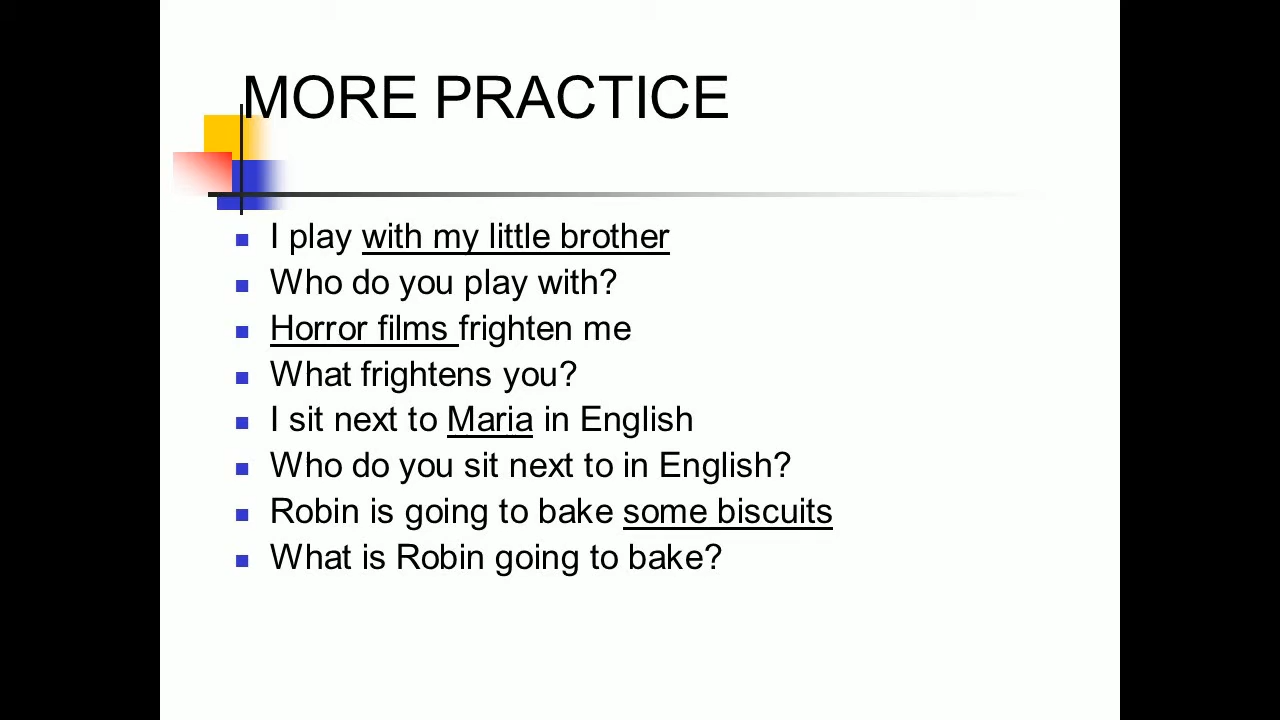 MORE PRACTICE
I play with my little brother
Who do you play with?
Horror films frighten me
What frightens you?
I sit next to Maria in English
Who do you sit next to in English?
Robin is going to bake some biscuits
What is Robin going to bake?